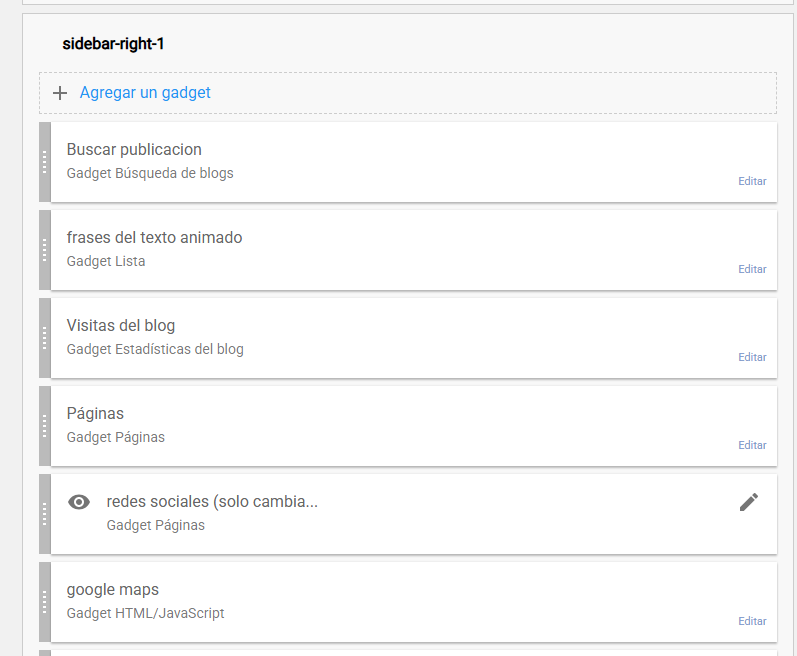 sidebar-right-1
Agregar un gadget
Buscar publicacion
Gadget Búsqueda de blogs
Editar
frases del texto animado
Gadget Lista
Editar
Visitas del blog
Gadget Estadísticas del blog
Editar
Páginas
Gadget Páginas
Editar
redes sociales (solo cambia...
Gadget Páginas
google maps
Gadget HTML/JavaScript
Editar